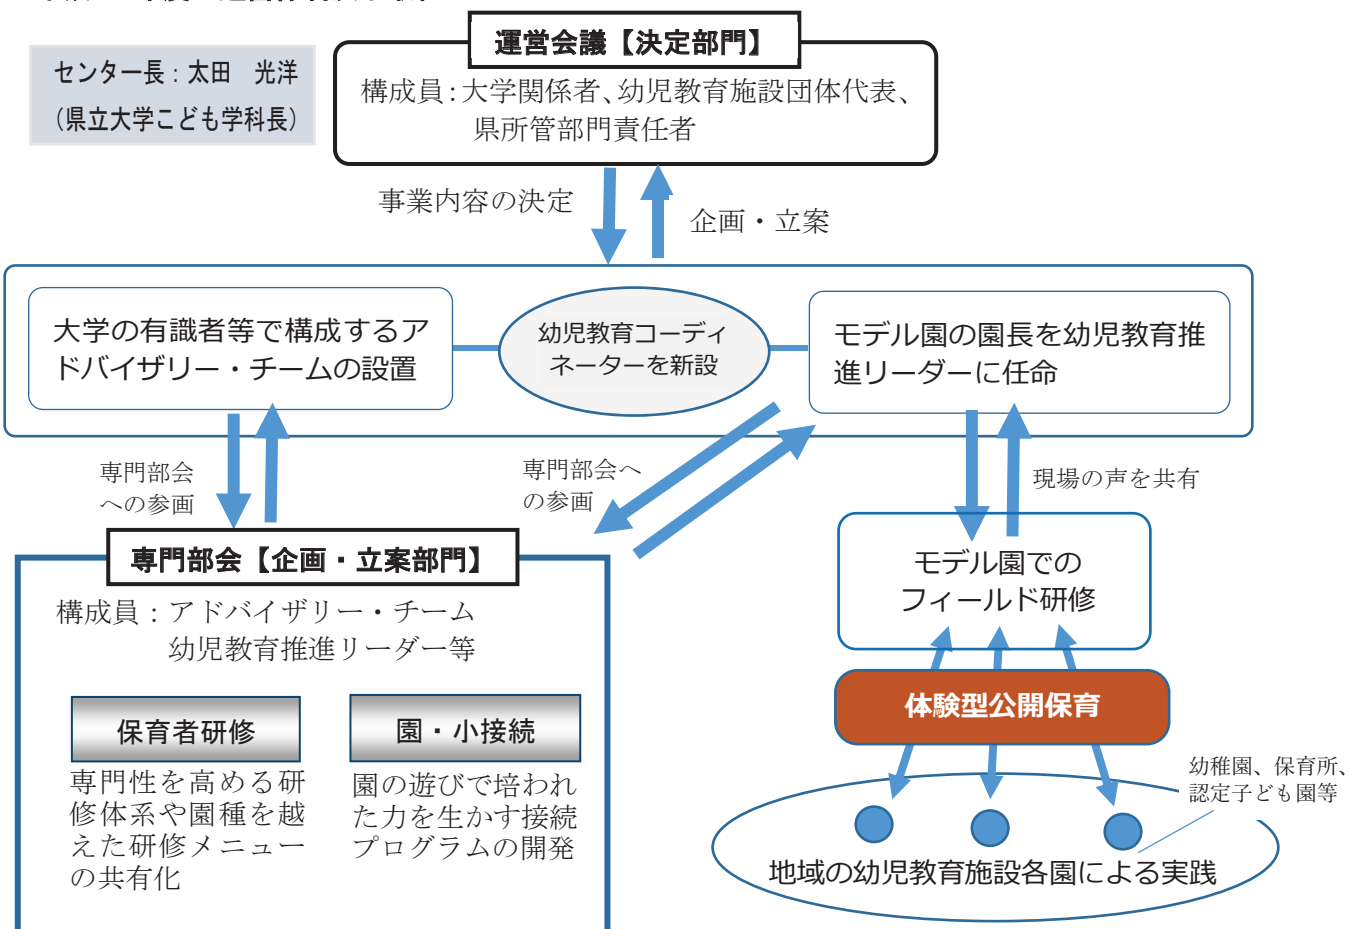 運営会議【決定部門】
センター長：太田　光洋
（県立大学こども学科長）
構成員：大学関係者、幼児教育施設団体代表、
県所管部門責任者
事業内容の決定
企画・立案
大学の有識者等で構成するア
ドバイザリー・チームの設置
幼児教育コーディ
ネーターを新設
モデル園の園長を幼児教育推
進リーダーに任命
専門部会
への参画
専門部会へ
の参画
現場の声を共有
専門部会【企画・立案部門】
構成員：アドバイザリー・チーム
幼児教育推進リーダー等
保育者研修
専門性を高める研
修体系や園種を越
えた研修メニュー
の共有化
園・小接続
園の遊びで培われ
た力を生かす接続
プログラムの開発
モデル園での
フィールド研修
体験型公開保育
幼稚園、保育所、
認定子ども園等
地域の幼児教育施設各園による実践